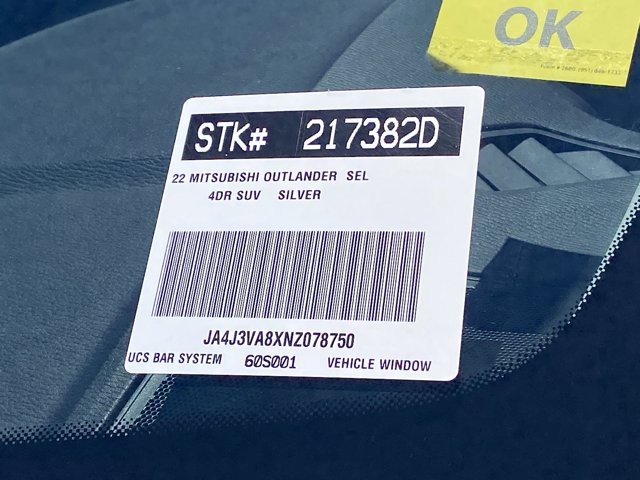 OK
STK# 217382D
22 MITSUBISHI OUTLANDER SEL
4DR SUV SILVER
JA4J3VA8XNZ078750
UCS BAR SYSTEM 60S001 VEHICLE WINDOW